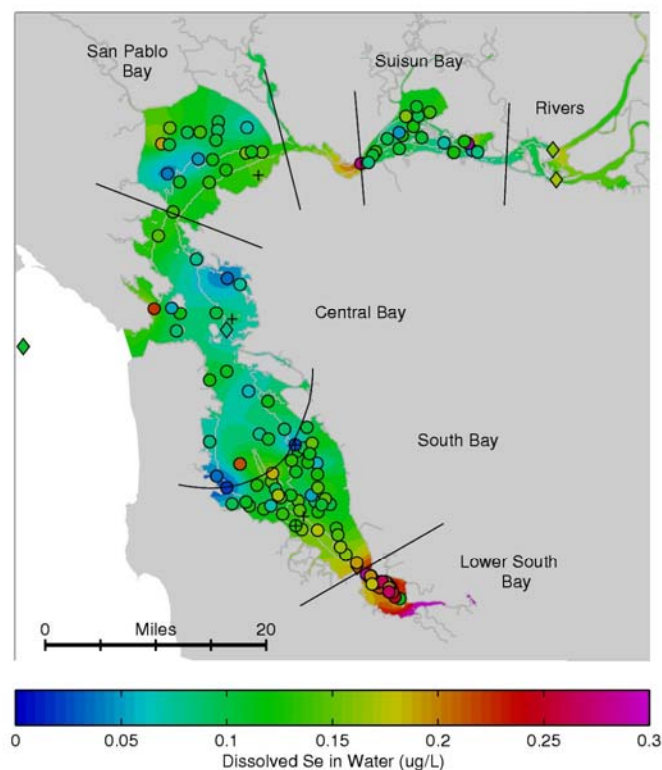 San Pablo
Bay
Suisun Bay
Rivers
Central Bay
South Bay
Lower South
Bay
0 Miles 20
0 0.05 0.1 0.15 0.2 0.25 0.3
Dissolved Se in Water (ug/L)